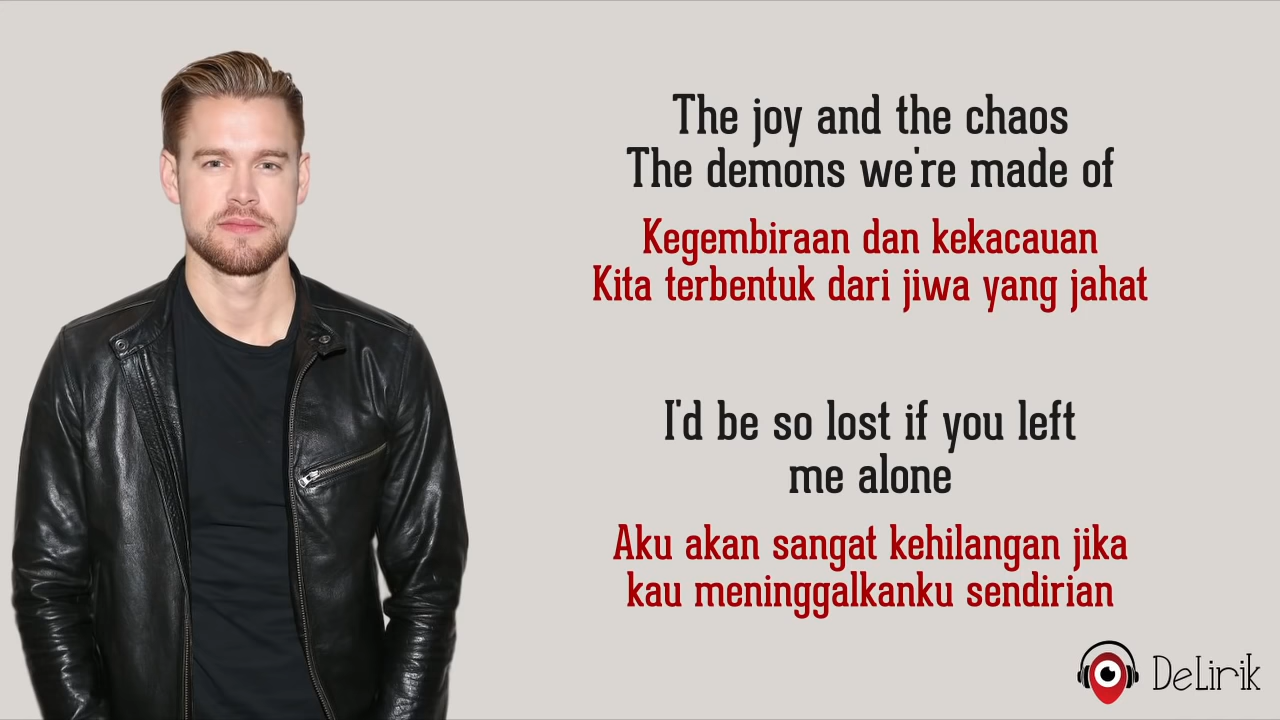 The joy and the chaos
The demons we're made of
Kegembiraan dan kekacauan
Kita terbentuk dari jiwa yang jahat
I'd be so lost if you left
me alone
Aku akan sangat kehilangan jika
kau meninggalkanku sendirian
DeLirik